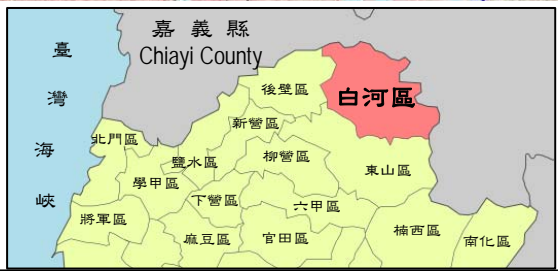 嘉義縣
Chiayi County
臺灣海峽
後壁區
白河區
新營區
北門區
鹽水區
柳營區
東山區
學甲區
下營區
六甲區
將軍區
麻豆區
官田區
楠西區
南化區